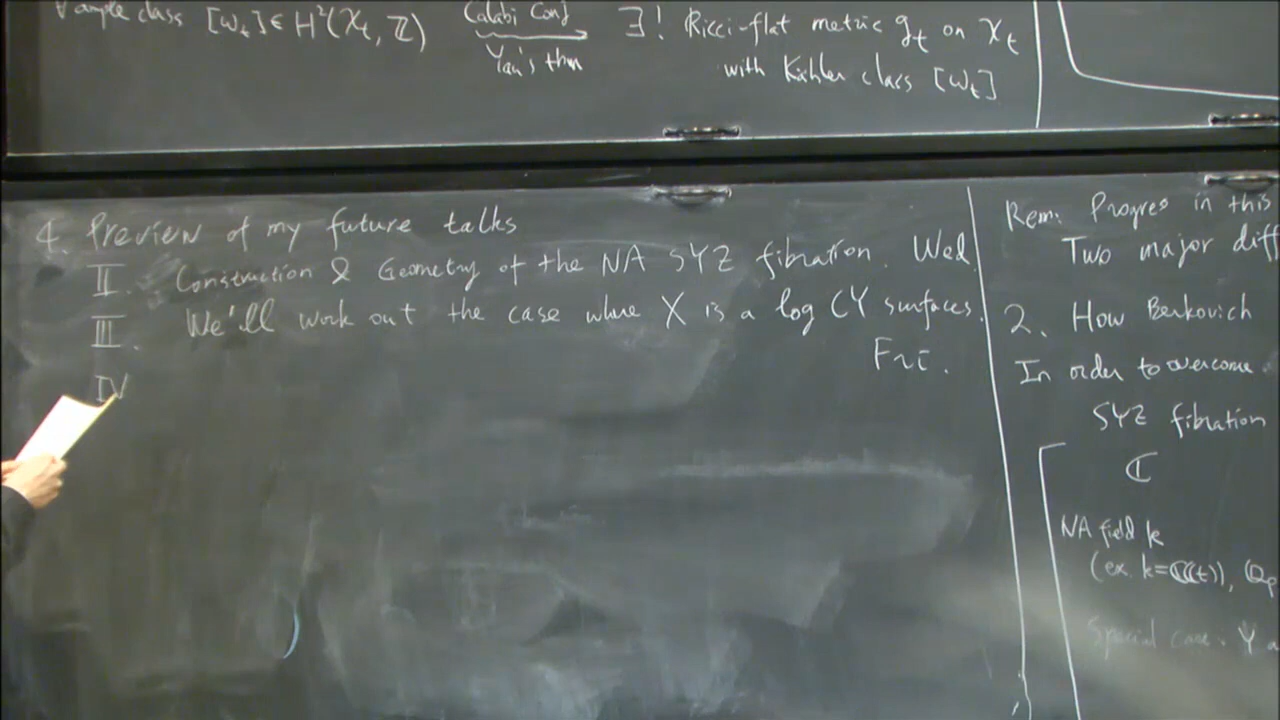 ample class [ω_t] ∈ H²(X_t, ℤ) Calabi Conj ∃! Ricci-flat metric g_t on X_t
Yau's thm with Kähler class [ω_t]
4. Preview of my future talks
II. Construction & Geometry of the NA SYZ fibration. Wed.
III. We'll work out the case where X is a log CY surfaces.
Fri.
IV
Rem: Progres in this
Two major diff
2. How Berkovich
In order to overcome
SYZ fibration
ℂ
NA field k
(ex. k=ℂ((t)), ℚp
Special case. Y a